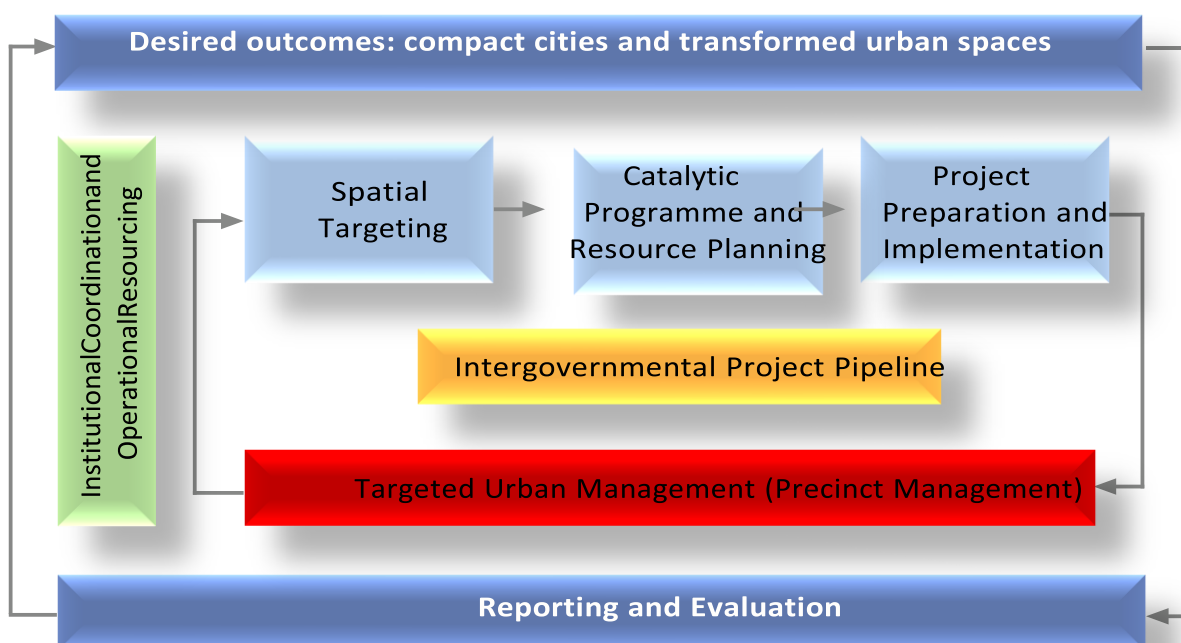 Desired outcomes: compact cities and transformed urban spaces
InstitutionalCoordinationand
OperationalResourcing
Spatial
Targeting
Catalytic
Programme and
Resource Planning
Project
Preparation and
Implementation
Intergovernmental Project Pipeline
Targeted Urban Management (Precinct Management)
Reporting and Evaluation